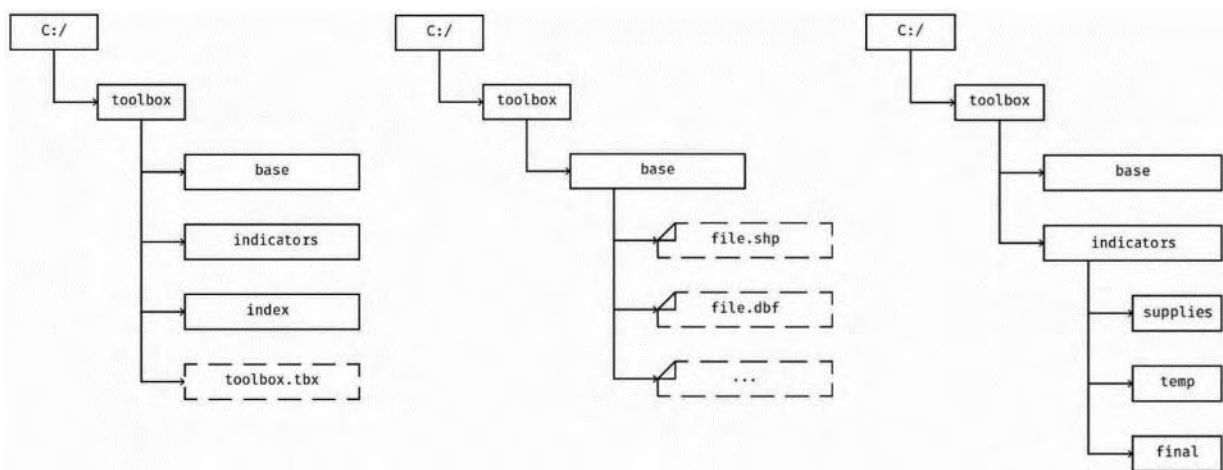 C:/
toolbox
base
indicators
index
toolbox.tbx
C:/
toolbox
base
file.shp
file.dbf
...
C:/
toolbox
base
indicators
supplies
temp
final